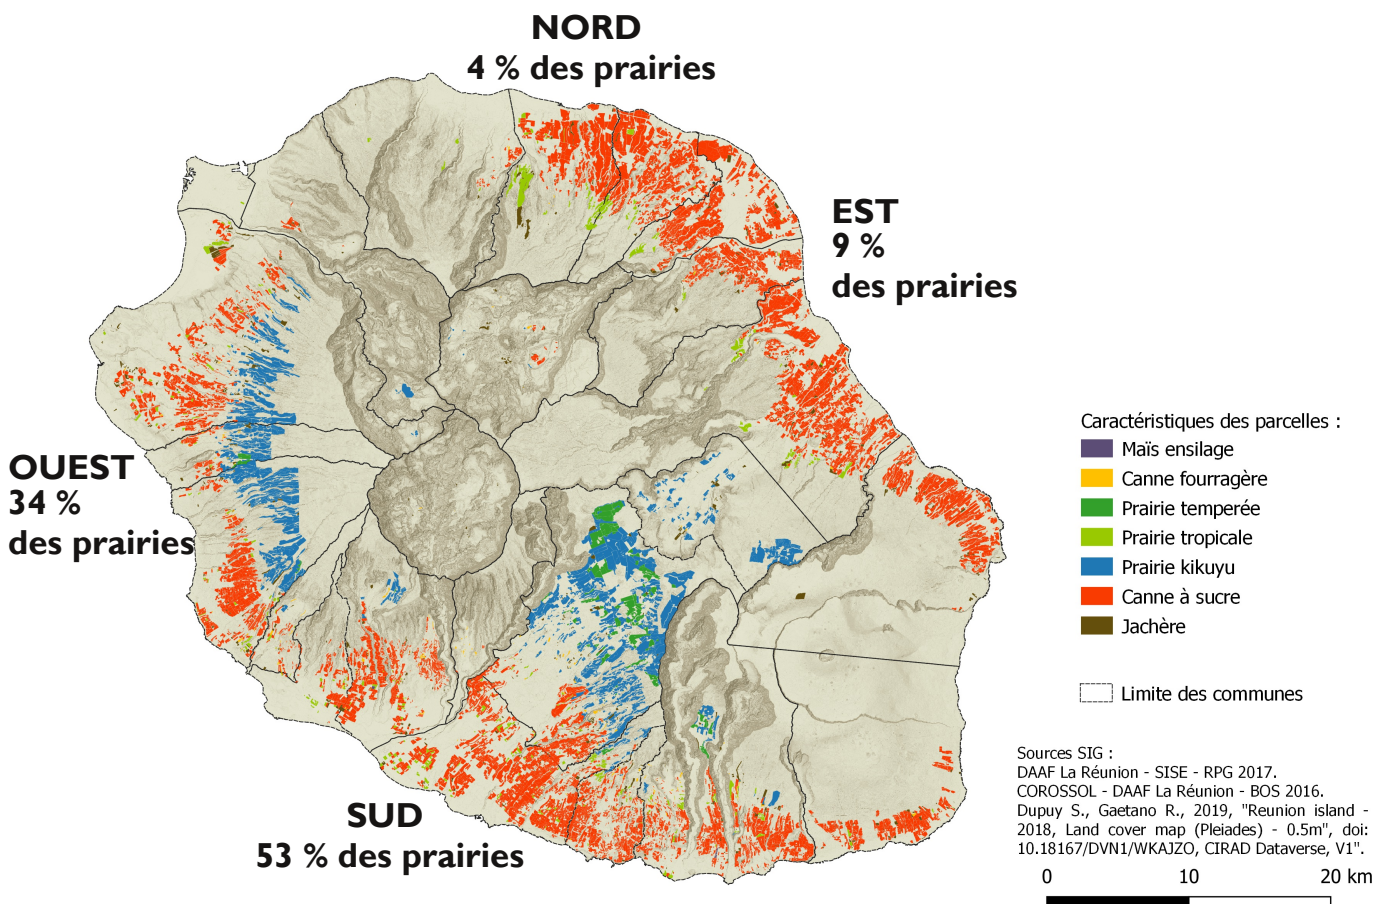 NORD
4 % des prairies
EST
9 %
des prairies
OUEST
34 %
des prairies
SUD
53 % des prairies
Caractéristiques des parcelles :
Maïs ensilage
Canne fourragère
Prairie temperée
Prairie tropicale
Prairie kikuyu
Canne à sucre
Jachère
Limite des communes
Sources SIG :
DAAF La Réunion - SISE - RPG 2017.
COROSSOL - DAAF La Réunion - BOS 2016.
Dupuy S., Gaetano R., 2019, "Reunion island -
2018, Land cover map (Pleiades) - 0.5m", doi:
10.18167/DVN1/WKAJZO, CIRAD Dataverse, V1".
0 10 20 km